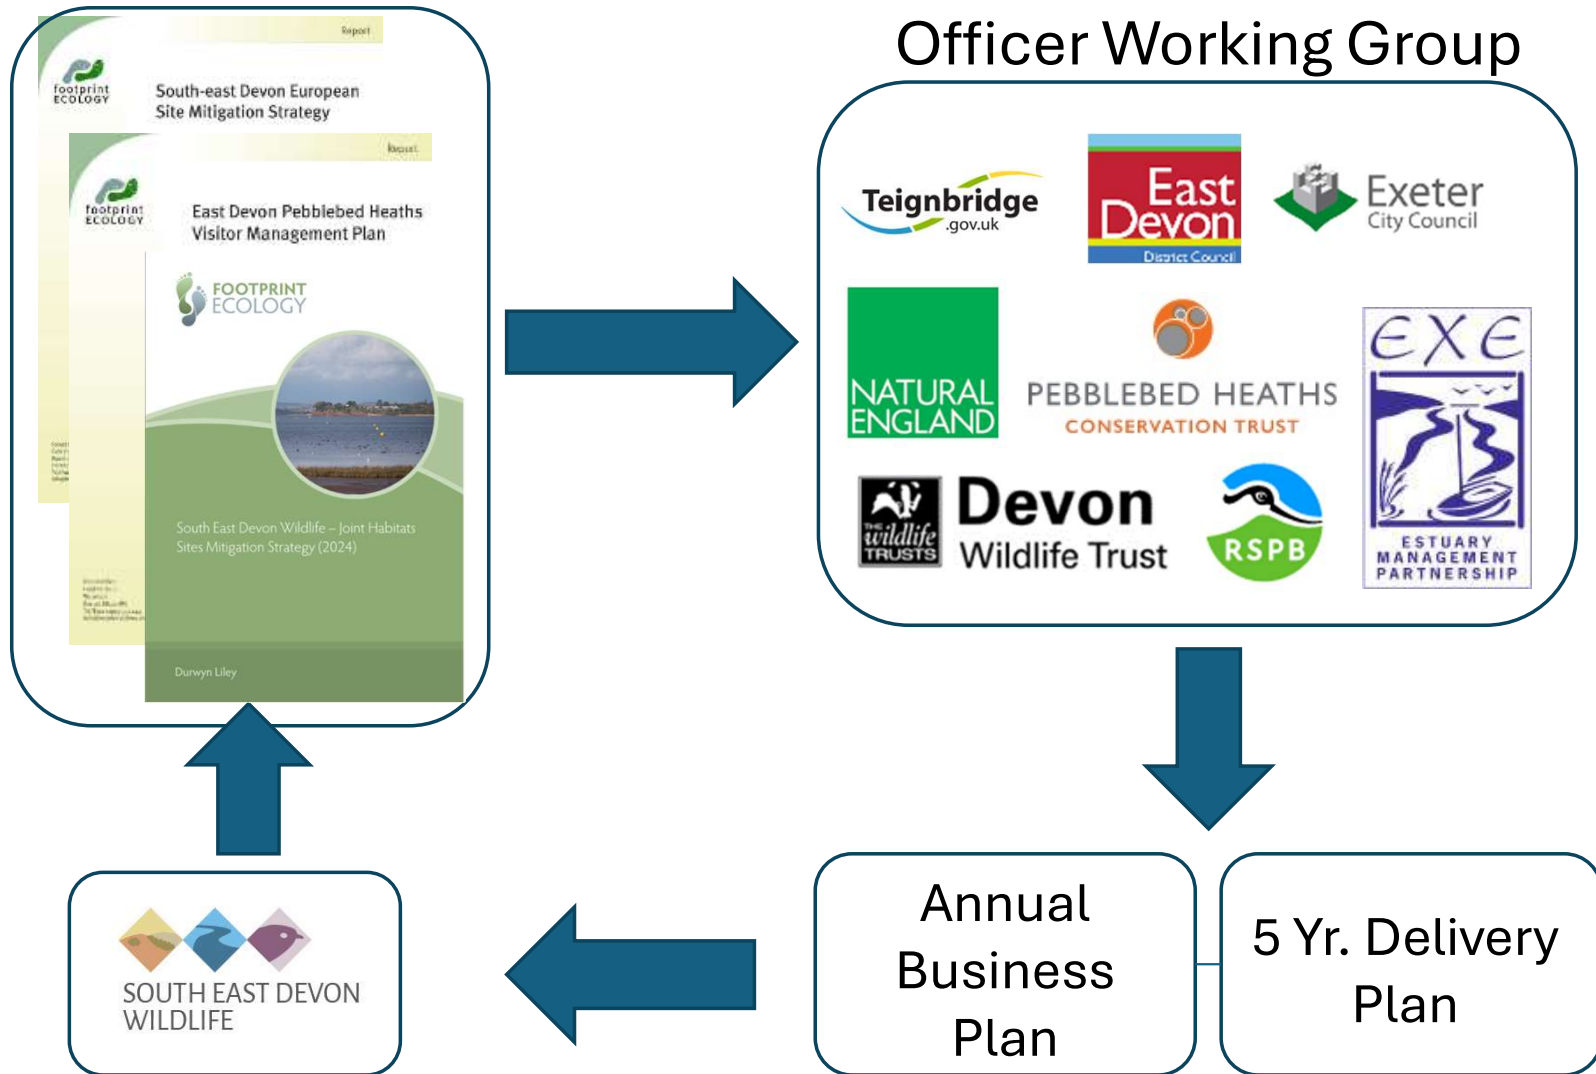 Report
footprint
ECOLOGY
South-east Devon European
Site Mitigation Strategy
Report
footprint
ECOLOGY
East Devon Pebblebed Heaths
Visitor Management Plan
FOOTPRINT
ECOLOGY
South East Devon Wildlife – Joint Habitats
Sites Mitigation Strategy (2024)
Durwyn Liley
Officer Working Group
Teignbridge
.gov.uk
East
Devon
District Council
Exeter
City Council
NATURAL
ENGLAND
PEBBLEBED HEATHS
CONSERVATION TRUST
EXE
ESTUARY
MANAGEMENT
PARTNERSHIP
THE
wildlife
TRUSTS
Devon
Wildlife Trust
RSPB
Annual
Business
Plan
5 Yr. Delivery
Plan
SOUTH EAST DEVON
WILDLIFE